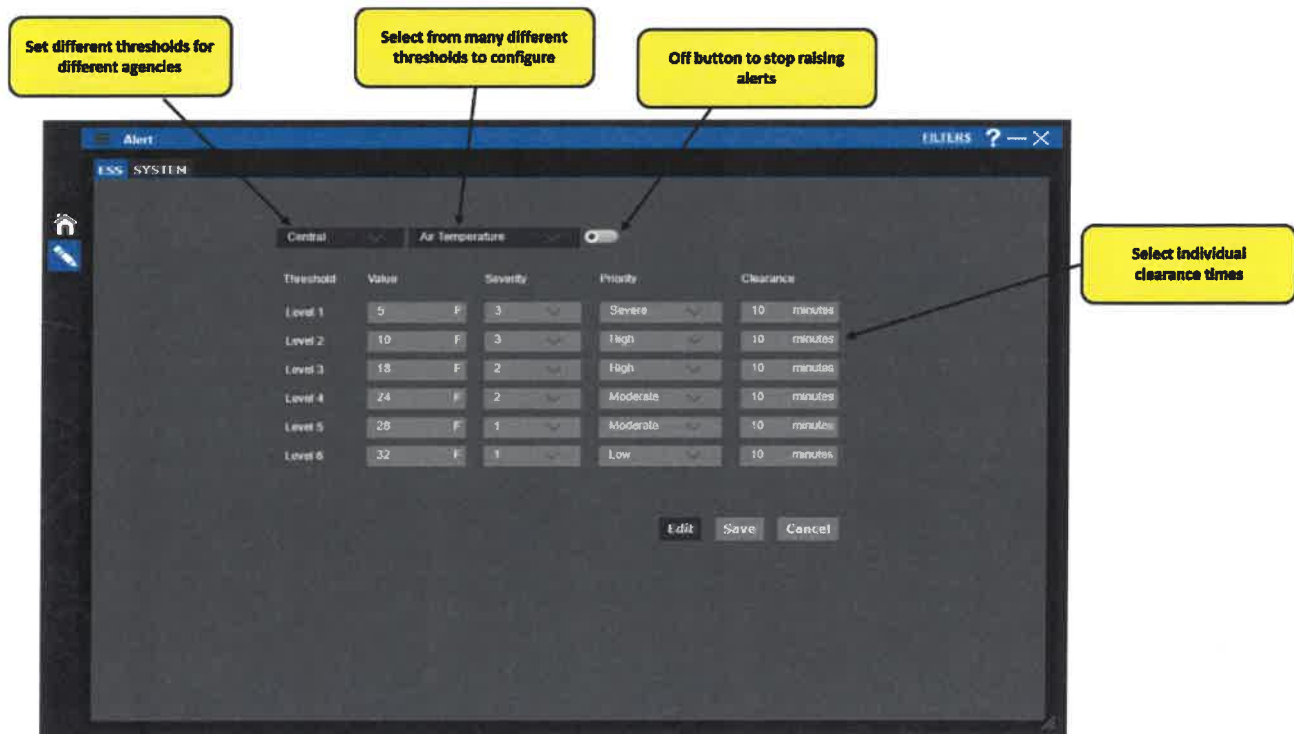 Set different thresholds for
different agencies
Select from many different
thresholds to configure
Off button to stop raising
alerts
Alert
FILTERS ? — X
ESS SYSTEM
Central Air Temperature
Select individual
clearance times
Threshold Value Severity Priority Clearance
Level 1 5 F 3 Severe 10 minutes
Level 2 10 F 3 High 10 minutes
Level 3 18 F 2 High 10 minutes
Level 4 24 F 2 Moderate 10 minutes
Level 5 28 F 1 Moderate 10 minutes
Level 6 32 F 1 Low 10 minutes
Edit Save Cancel